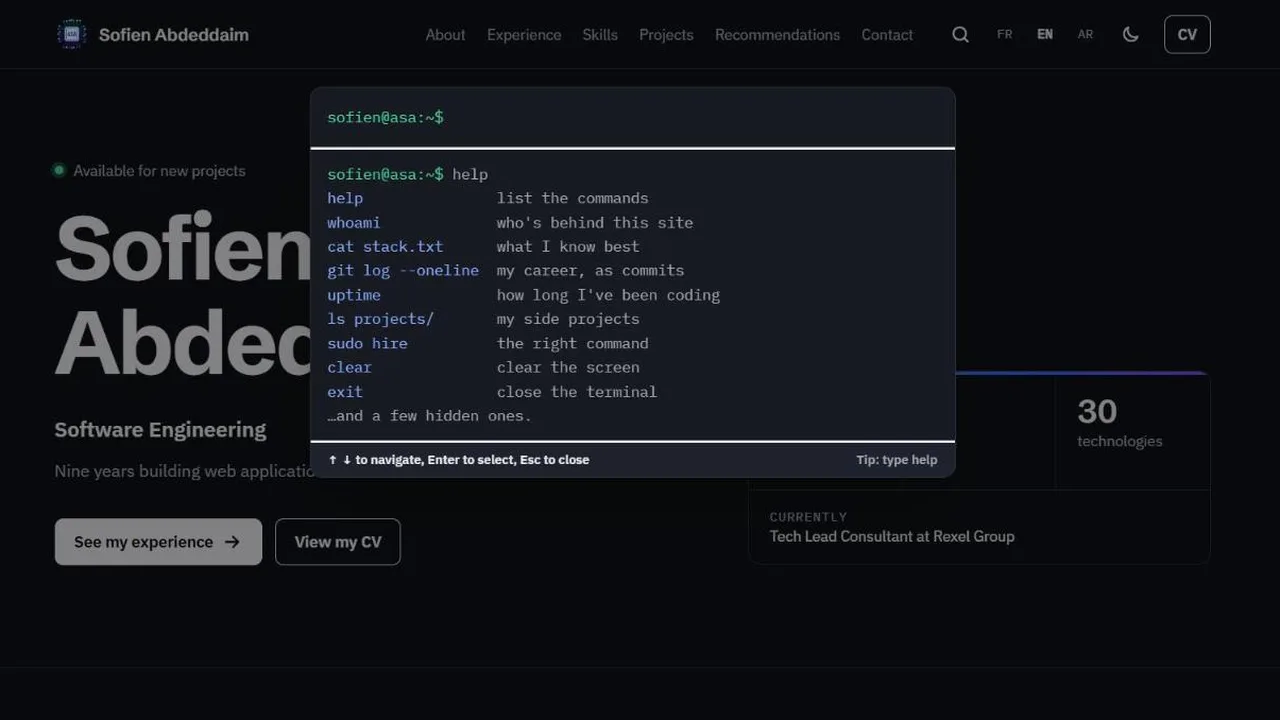 Sofien Abdeddaim
About Experience Skills Projects Recommendations Contact FR EN AR CV
sofien@asa:~$
sofien@asa:~$ help
help list the commands
whoami who's behind this site
cat stack.txt what I know best
git log --oneline my career, as commits
uptime how long I've been coding
ls projects/ my side projects
sudo hire the right command
clear clear the screen
exit close the terminal
…and a few hidden ones.
↑ ↓ to navigate, Enter to select, Esc to close Tip: type help
Available for new projects
Sofien
Abded
Software Engineering
Nine years building web applicatio
See my experience →
View my CV
30
technologies
CURRENTLY
Tech Lead Consultant at Rexel Group